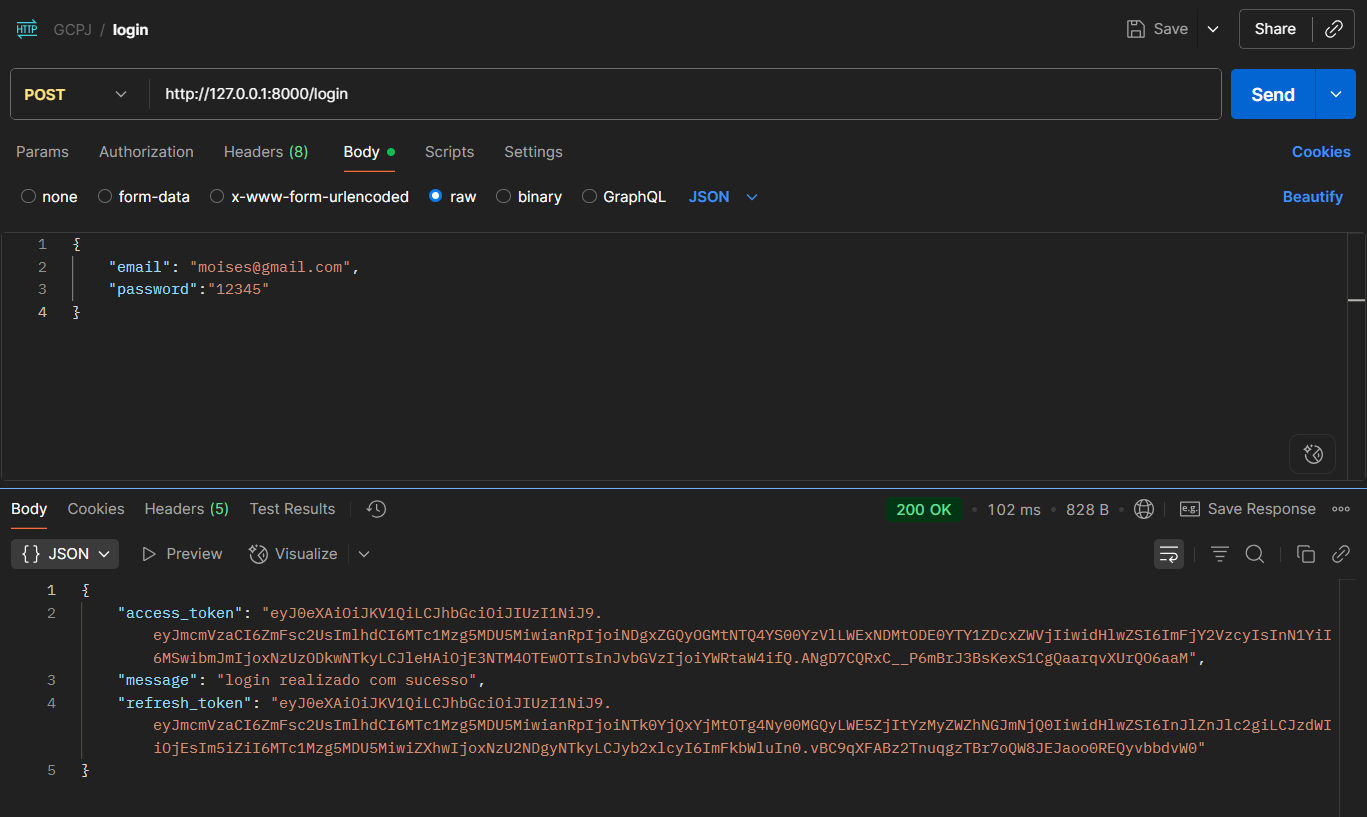 HTTP GCPJ / login Save Share
POST http://127.0.0.1:8000/login Send
Params Authorization Headers (8) Body Scripts Settings Cookies
none form-data x-www-form-urlencoded raw binary GraphQL JSON Beautify
1 {
2 "email": "moises@gmail.com",
3 "password":"12345"
4 }
Body Cookies Headers (5) Test Results 200 OK • 102 ms • 828 B • e.g. Save Response
{} JSON Preview Visualize
1 {
2 "access_token": "eyJ0eXAiOiJKV1QiLCJhbGciOiJIUzI1NiJ9.
eyJmcmVzaCI6ZmFsc2UsImlhdCI6MTc1Mzg5MDU5MiwianRpIjoiNDgxZGQyOGMtNTQ4YS00YzVlLWExNDMtODE0YTY1ZDcxZWVjIiwidHlwZSI6ImFjY2VzcyIsInN1YiI
6MSwibmJmIjoxNzUzODkwNTkyLCJleHAiOjE3NTM4OTEwOTIsInJvbGVzIjoiYWRtaW4ifQ.ANgD7CQRxC__P6mBrJ3BsKexS1CgQaarqvXUrQO6aaM",
3 "message": "login realizado com sucesso",
4 "refresh_token": "eyJ0eXAiOiJKV1QiLCJhbGciOiJIUzI1NiJ9.
eyJmcmVzaCI6ZmFsc2UsImlhdCI6MTc1Mzg5MDU5MiwianRpIjoiNTk0YjQxYjMtOTg4Ny00MGQyLWE5ZjItYzMyZWZhNGJmNjQ0IiwidHlwZSI6InJlZnJlc2giLCJzdWI
iOjEsIm5iZiI6MTc1Mzg5MDU5MiwiZXhwIjoxNzU2NDgyNTkyLCJyb2xlcyI6ImFkbWluIn0.vBC9qXFABz2TnuqgzTBr7oQW8JEJaoo0REQyvbbdvW0"
5 }